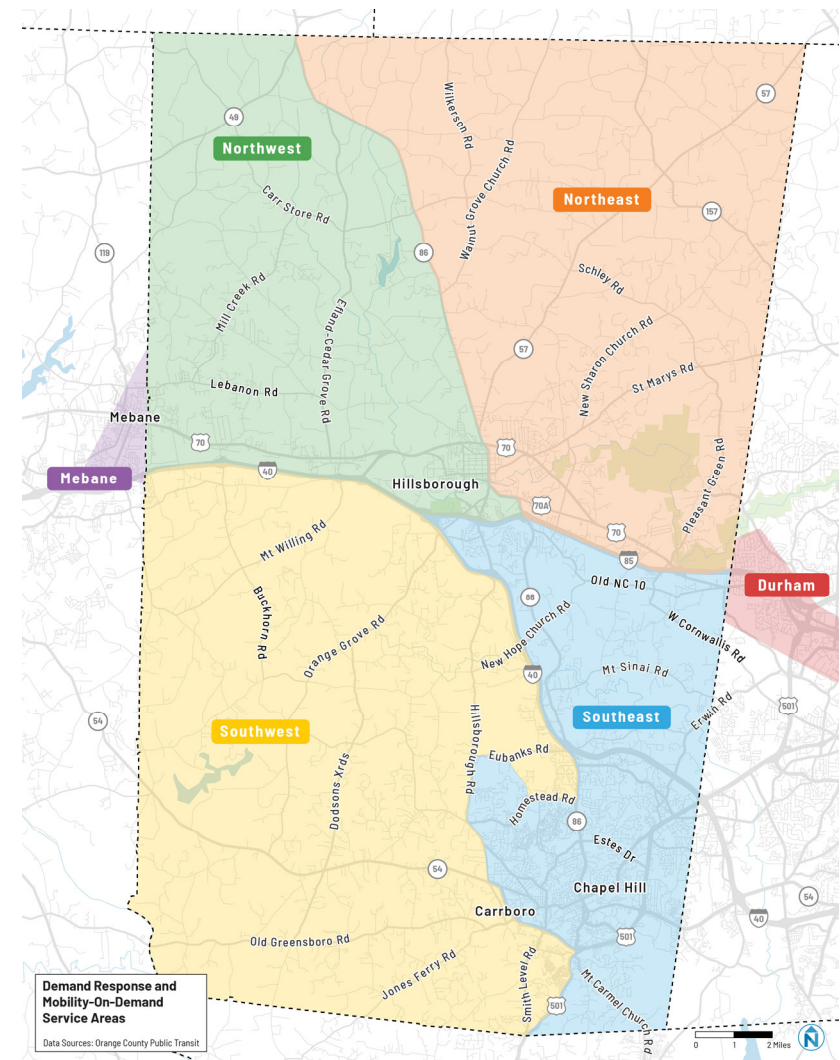 57
Wilkerson Rd
49
Northwest
Walnut Grove Church Rd
Northeast
Carr Store Rd
157
119
86
Schley Rd
Mill Creek Rd
Efland-Cedar Grove Rd
New Sharon Church Rd
57
St Marys Rd
Lebanon Rd
Mebane
70
70
Pleasant Green Rd
Mebane
40
Hillsborough
70A
70
Mt Willing Rd
85
Old NC 10
Durham
Buckhorn Rd
86
Orange Grove Rd
New Hope Church Rd
W Cornwallis Rd
Mt Sinai Rd
40
501
Erwin Rd
54
Southwest
Southeast
Hillsborough Rd
Eubanks Rd
Dodsons Xrds
Homestead Rd
86
Estes Dr
54
Chapel Hill
54
Carrboro
40
Old Greensboro Rd
501
Jones Ferry Rd
Smith Level Rd
Mt Carmel Church Rd
501
Demand Response and
Mobility-On-Demand
Service Areas
Data Sources: Orange County Public Transit
0 1 2 Miles
N